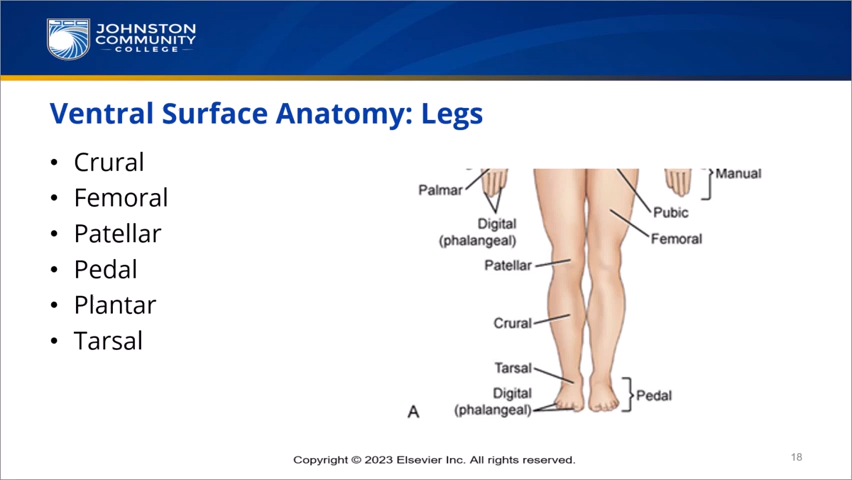 JOHNSTON
COMMUNITY
COLLEGE
Ventral Surface Anatomy: Legs
• Crural
• Femoral
• Patellar
• Pedal
• Plantar
• Tarsal
Palmar
Manual
Digital
(phalangeal)
Pubic
Femoral
Patellar
Crural
Tarsal
Digital
(phalangeal)
Pedal
A
Copyright © 2023 Elsevier Inc. All rights reserved.
18